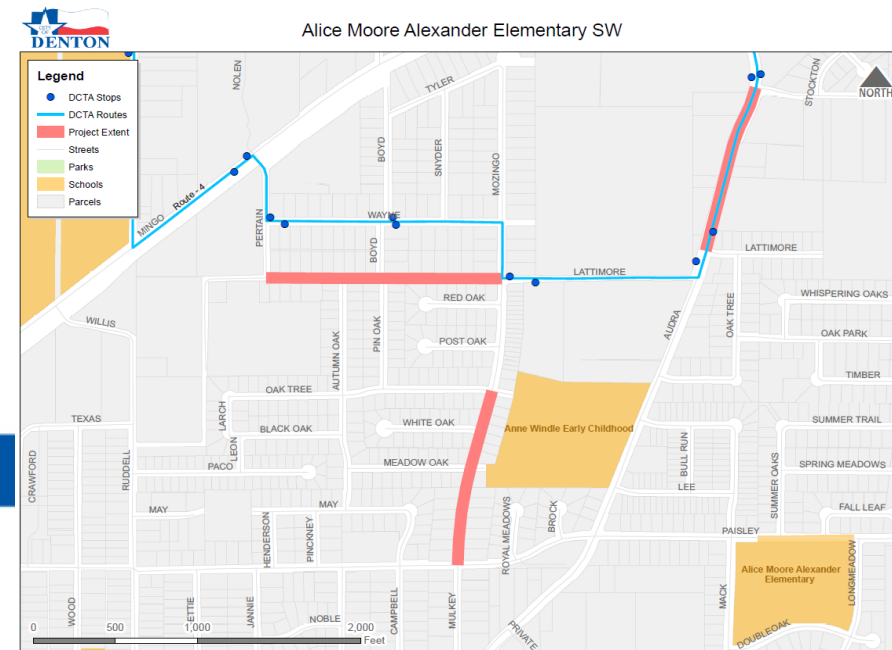 CITY OF
DENTON
Alice Moore Alexander Elementary SW
Legend
DCTA Stops
DCTA Routes
Project Extent
Streets
Parks
Schools
Parcels
NORTH
NOLEN
TYLER
STOCKTON
BOYD
SNYDER
MOZINGO
Route - 4
MINGO
PERTAIN
WAYNE
BOYD
LATTIMORE
LATTIMORE
RED OAK
WHISPERING OAKS
WILLIS
AUDRA
OAK TREE
OAK PARK
POST OAK
AUTUMN OAK
PIN OAK
TIMBER
OAK TREE
TEXAS
LARCH
WHITE OAK
Anne Windle Early Childhood
SUMMER TRAIL
BLACK OAK
LEON
BULL RUN
CRAWFORD
RUDDELL
PACO
MEADOW OAK
SUMMER OAKS
SPRING MEADOWS
LEE
MAY
MAY
ROYAL MEADOWS
BROCK
FALL LEAF
HENDERSON
PINCKNEY
PAISLEY
Alice Moore Alexander
Elementary
LONGMEADOW
WOOD
ETTIE
JANNIE
NOBLE
CAMPBELL
MULKEY
PRIVATE
MACK
DOUBLEOAK
0 500 1,000 2,000
Feet